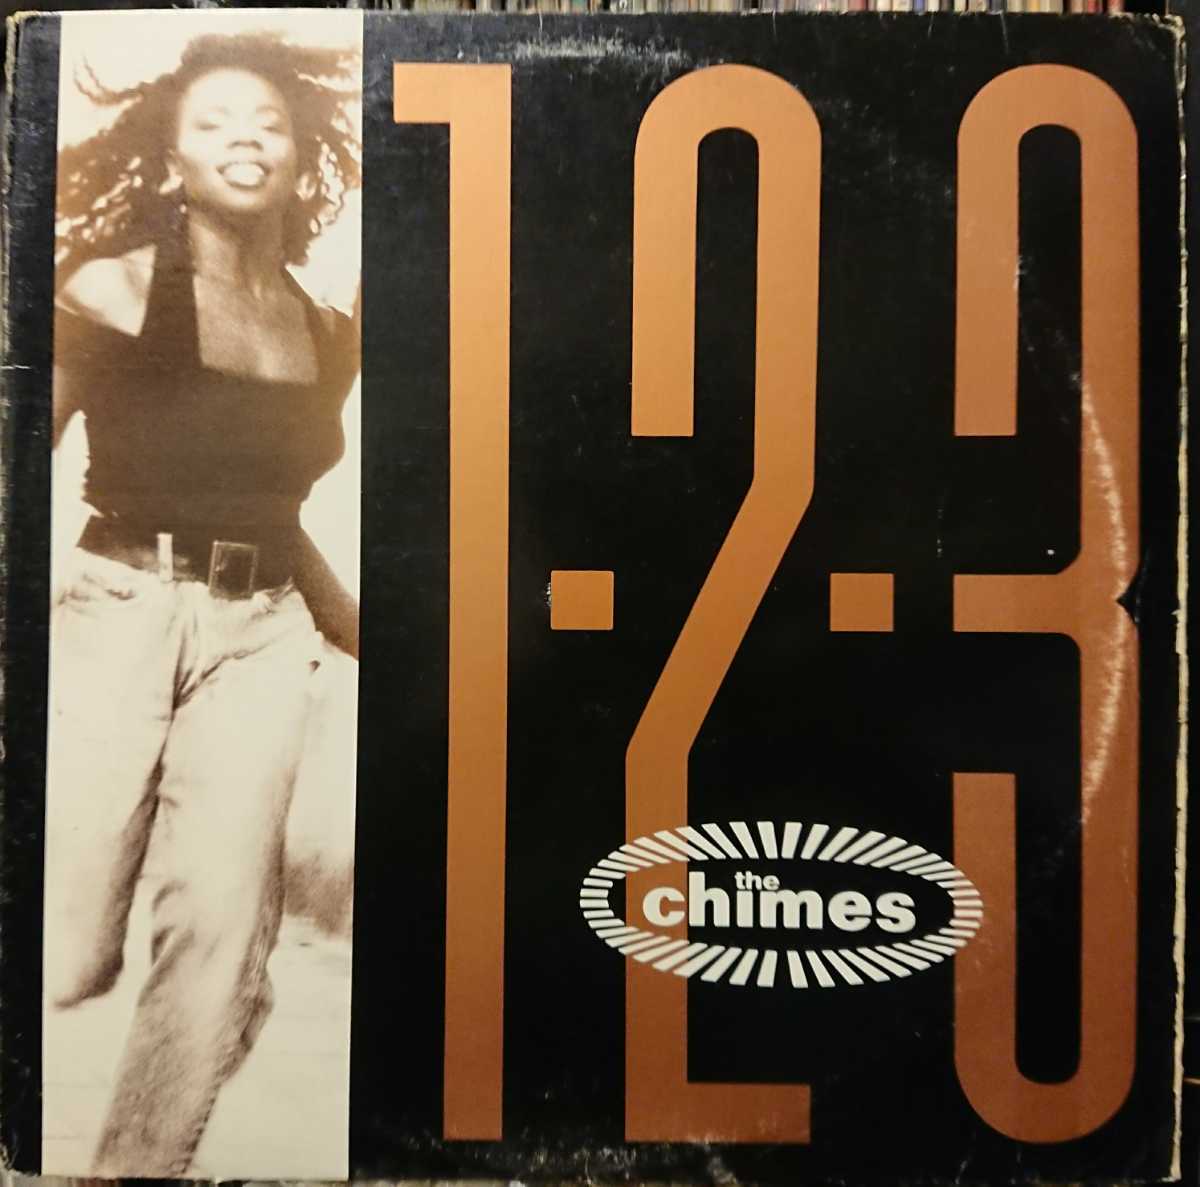 1·2·3
the
chimes